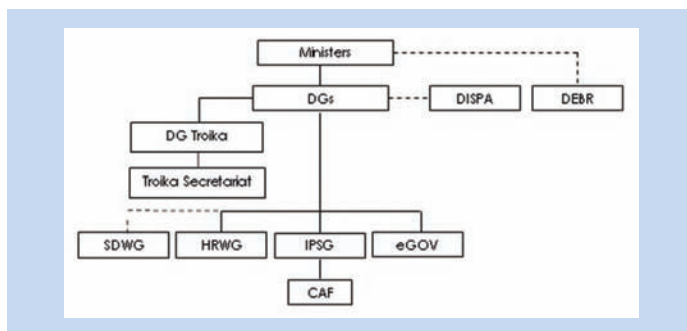 Ministers
DGs
DISPA
DEBR
DG Troika
Troika Secretariat
SDWG
HRWG
IPSG
eGOV
CAF